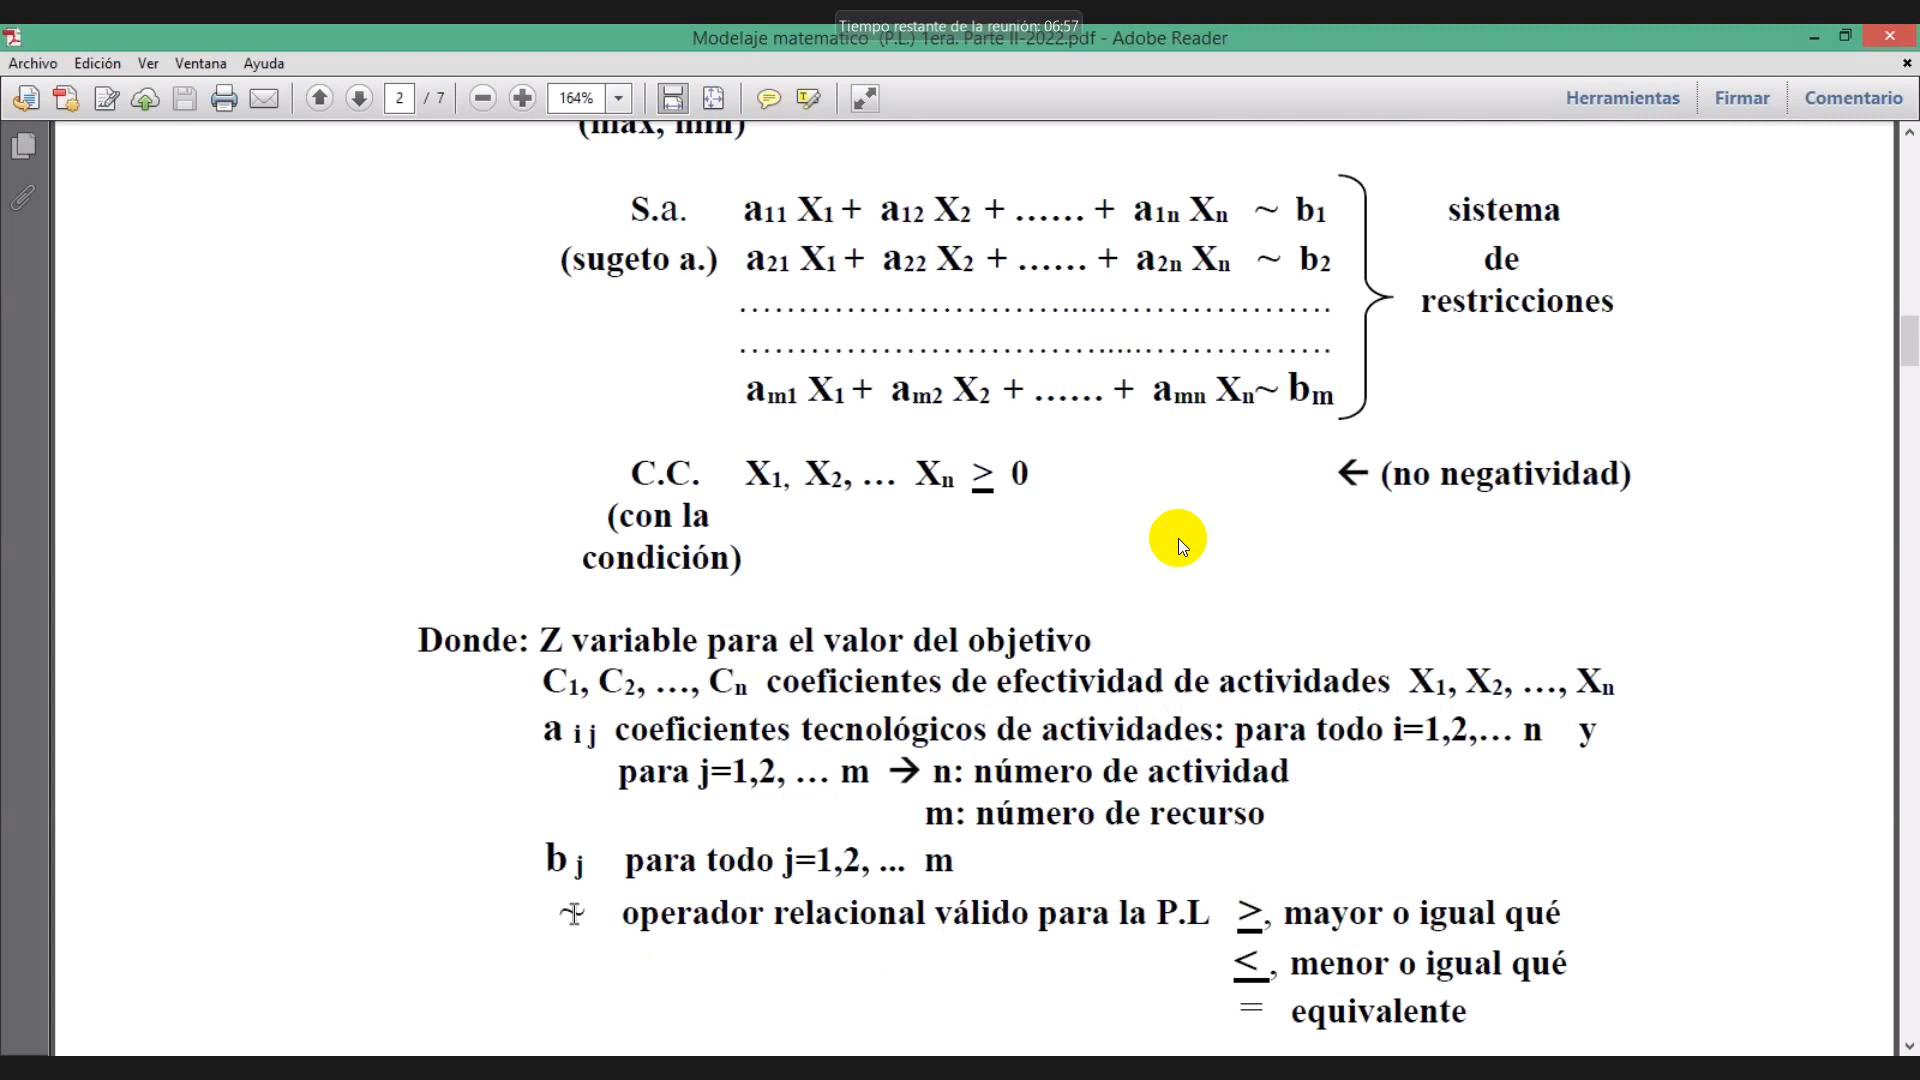 Tiempo restante de la reunión: 06:57
Modelaje matematico (P.L.) 1era. Parte II-2022.pdf - Adobe Reader
Archivo Edición Ver Ventana Ayuda
2 / 7 164% Herramientas Firmar Comentario
(max, min)
S.a. a11 X1 + a12 X2 + …… + a1n Xn ~ b1 sistema
(sugeto a.) a21 X1 + a22 X2 + …… + a2n Xn ~ b2 de
………………………………………………… restricciones
…………………………………………………
am1 X1 + am2 X2 + …… + amn Xn ~ bm
C.C. X1, X2, … Xn ≥ 0 ← (no negatividad)
(con la
condición)
Donde: Z variable para el valor del objetivo
C1, C2, …, Cn coeficientes de efectividad de actividades X1, X2, …, Xn
a i j coeficientes tecnológicos de actividades: para todo i=1,2,… n y
para j=1,2, … m → n: número de actividad
m: número de recurso
b j para todo j=1,2, ... m
~ operador relacional válido para la P.L ≥, mayor o igual qué
≤, menor o igual qué
= equivalente